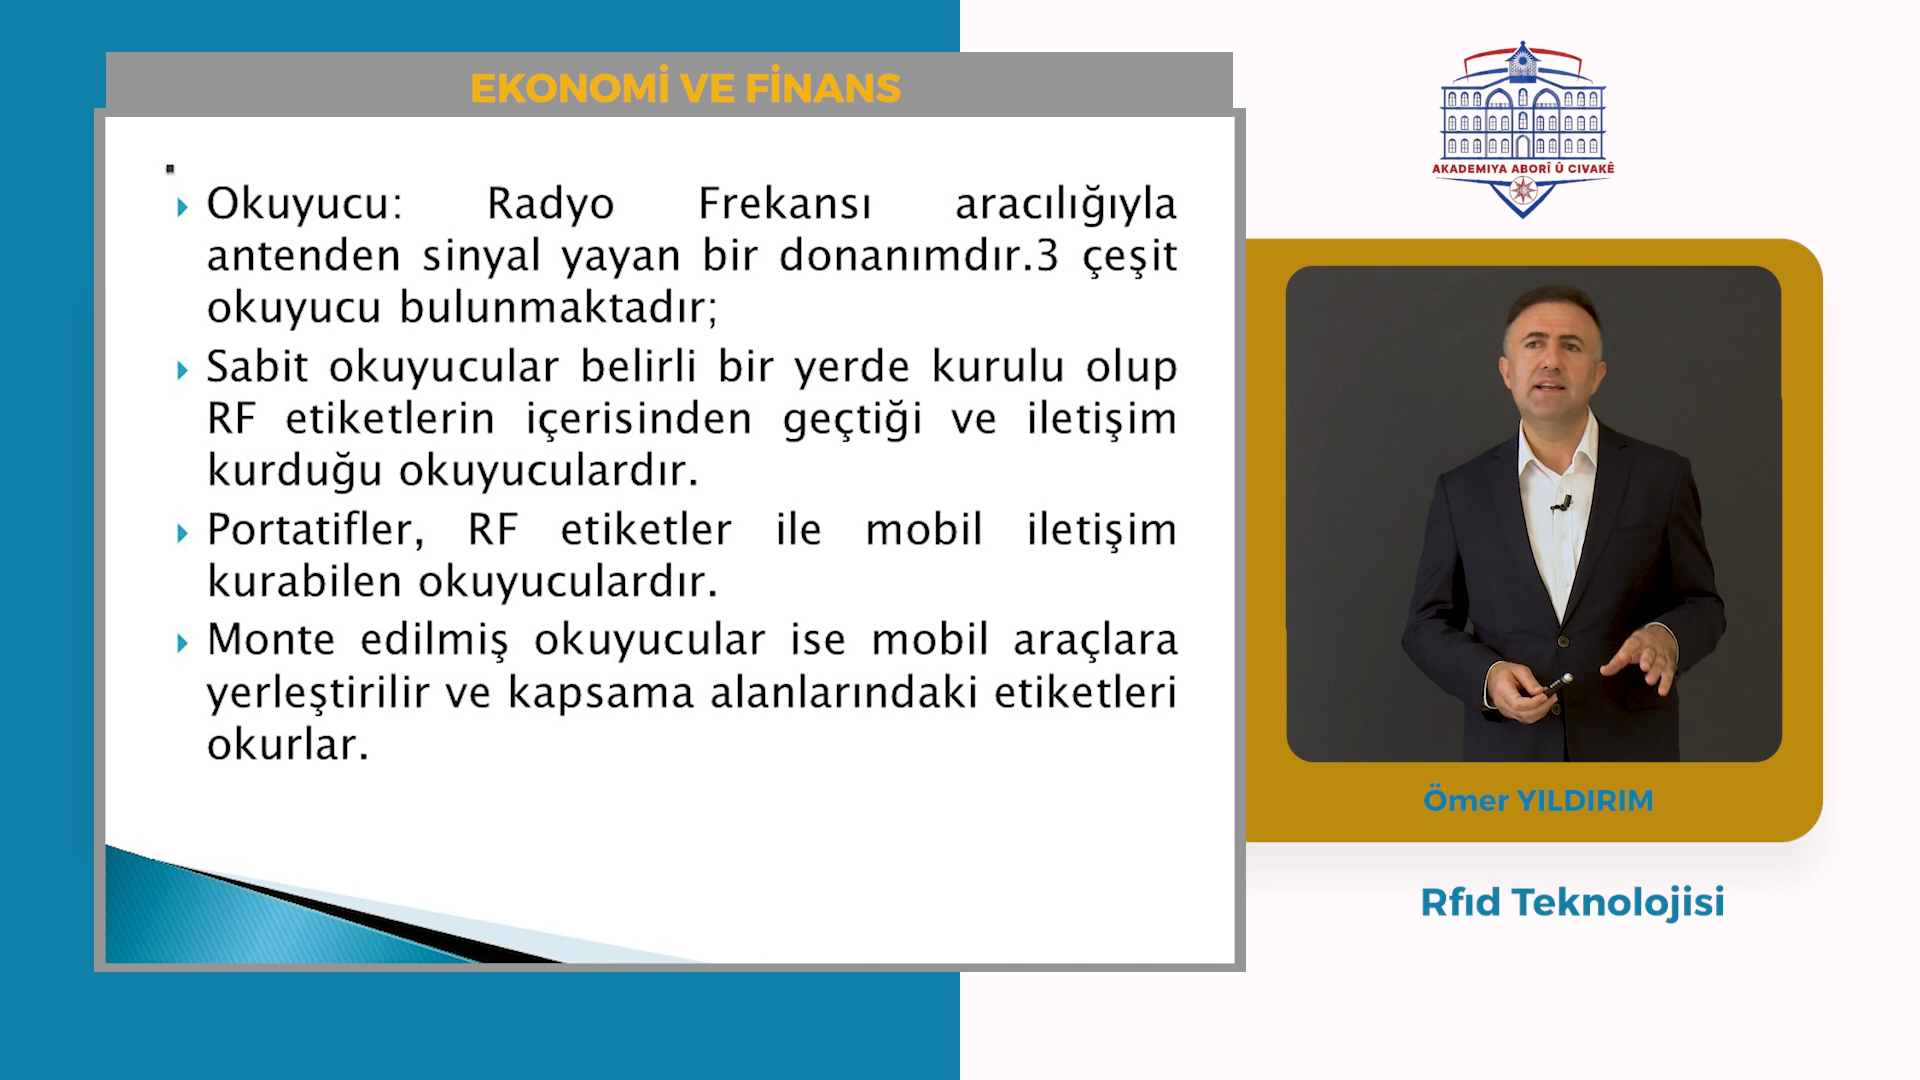 EKONOMİ VE FİNANS
Okuyucu: Radyo Frekansı aracılığıyla
antenden sinyal yayan bir donanımdır.3 çeşit
okuyucu bulunmaktadır;
Sabit okuyucular belirli bir yerde kurulu olup
RF etiketlerin içerisinden geçtiği ve iletişim
kurduğu okuyuculardır.
Portatifler, RF etiketler ile mobil iletişim
kurabilen okuyuculardır.
Monte edilmiş okuyucular ise mobil araçlara
yerleştirilir ve kapsama alanlarındaki etiketleri
okurlar.
AKADEMIYA ABORÎ Û CIVAKÊ
Ömer YILDIRIM
Rfıd Teknolojisi